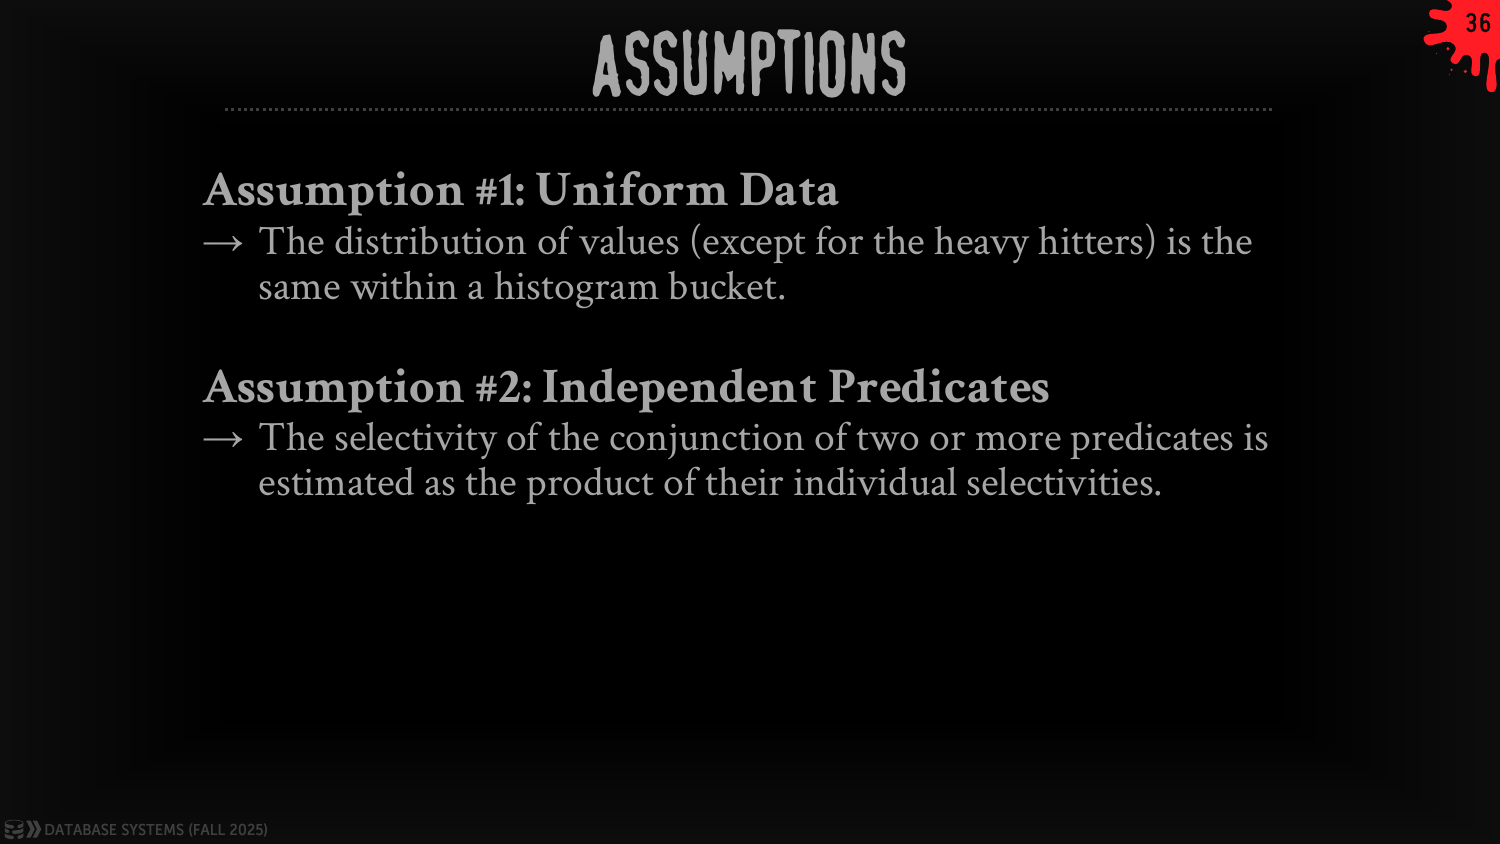 36
ASSUMPTIONS
Assumption #1: Uniform Data
→ The distribution of values (except for the heavy hitters) is the
same within a histogram bucket.
Assumption #2: Independent Predicates
→ The selectivity of the conjunction of two or more predicates is
estimated as the product of their individual selectivities.
DATABASE SYSTEMS (FALL 2025)